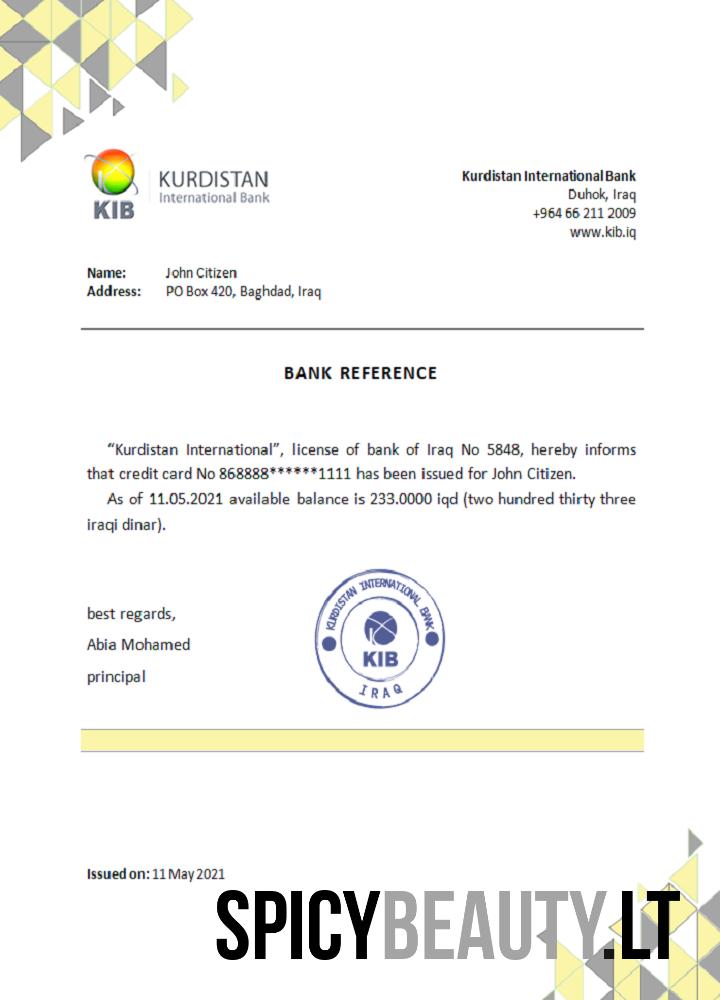 KIB
KURDISTAN
International Bank
Kurdistan International Bank
Duhok, Iraq
+964 66 211 2009
www.kib.iq
Name: John Citizen
Address: PO Box 420, Baghdad, Iraq
BANK REFERENCE
“Kurdistan International”, license of bank of Iraq No 5848, hereby informs
that credit card No 868888******1111 has been issued for John Citizen.
As of 11.05.2021 available balance is 233.0000 iqd (two hundred thirty three
iraqi dinar).
best regards,
Abia Mohamed
principal
KURDISTAN INTERNATIONAL BANK
KIB
IRAQ
Issued on: 11 May 2021
SPICYBEAUTY.LT